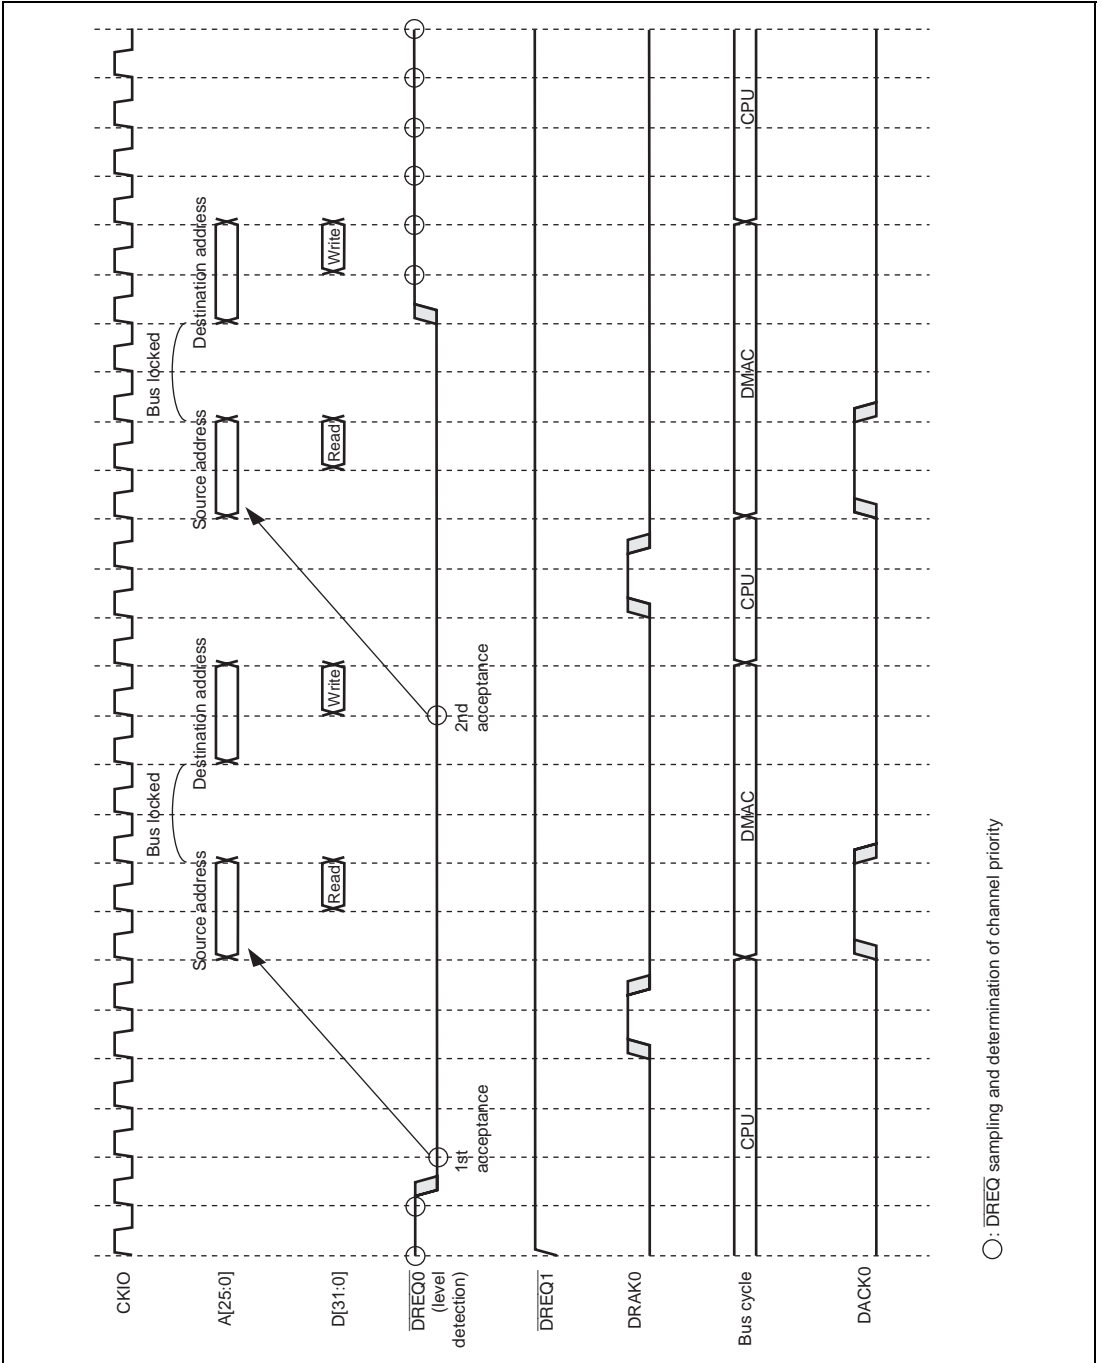 CKIO
Bus locked
Bus locked
Source address
Destination address
Source address
Destination address
A[25:0]
D[31:0]
Read
Write
Read
Write
DREQ0
(level
detection)
1st
acceptance
2nd
acceptance
DREQ1
DRAK0
Bus cycle
CPU
DMAC
CPU
DMAC
CPU
DACK0
○: DREQ sampling and determination of channel priority